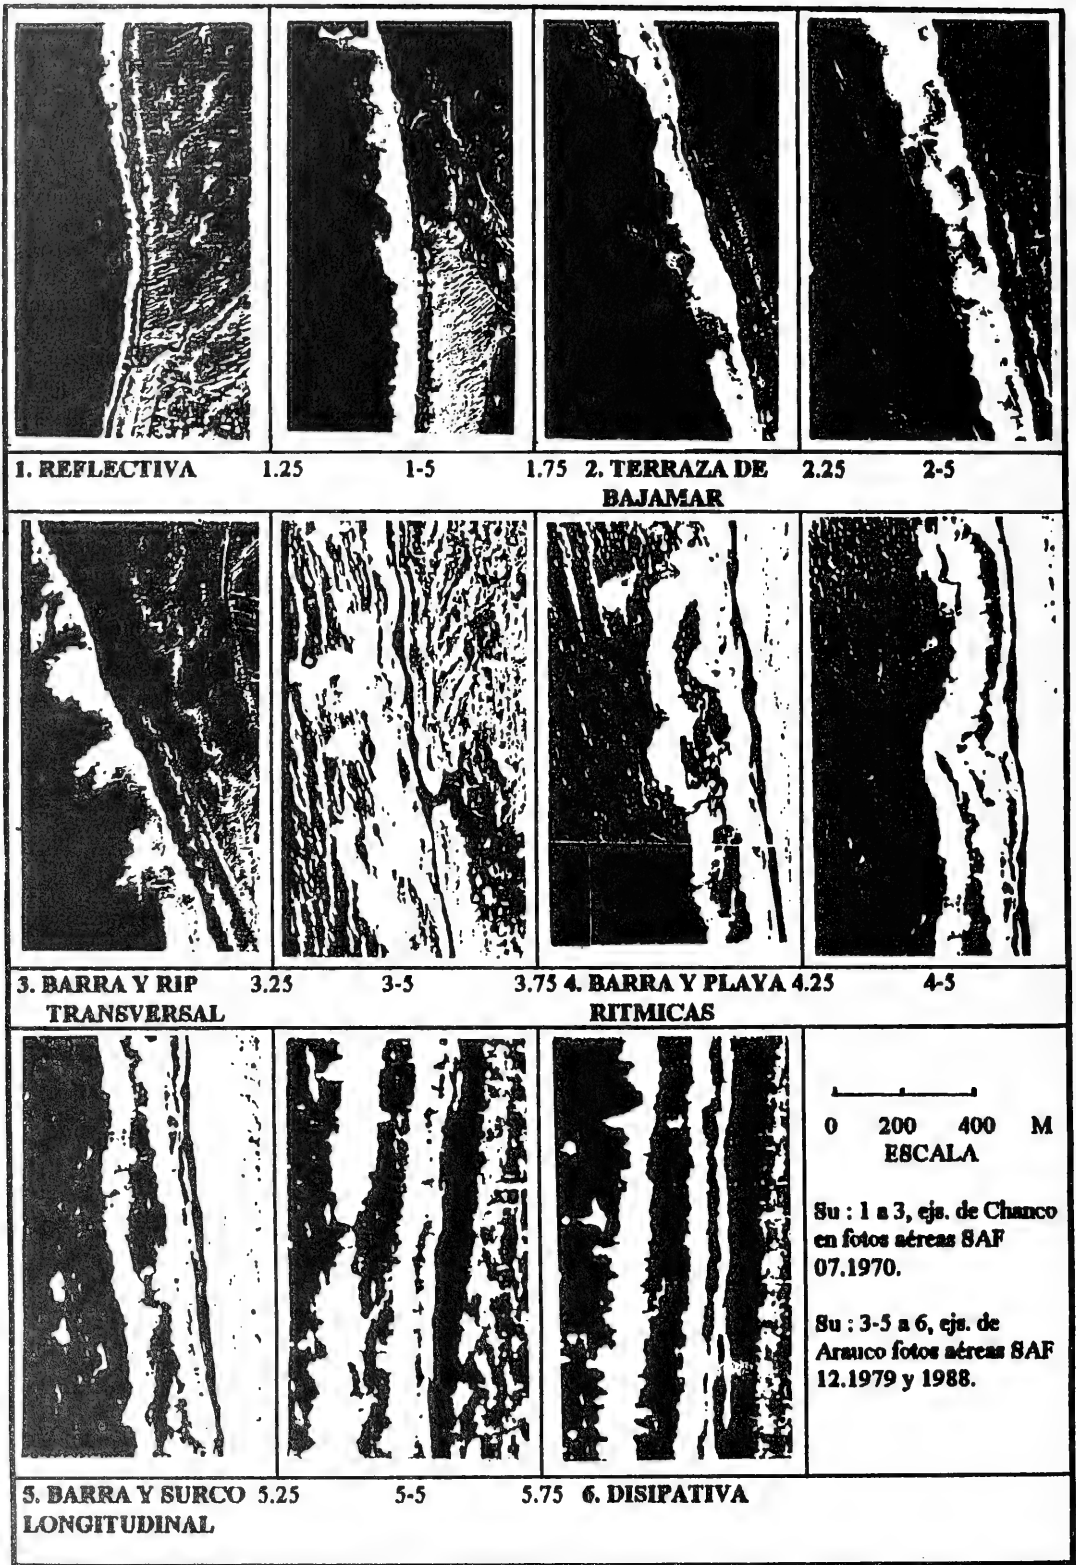 1. REFLECTIVA 1.25 1-5 1.75 2. TERRAZA DE BAJAMAR 2.25 2-5
3. BARRA Y RIP TRANSVERSAL 3.25 3-5 3.75 4. BARRA Y PLAYA RITMICAS 4.25 4-5
0 200 400 M
ESCALA
Su : 1 a 3, ejs. de Chanco
en fotos aéreas SAF
07.1970.
Su : 3-5 a 6, ejs. de
Arauco fotos aéreas SAF
12.1979 y 1988.
5. BARRA Y SURCO LONGITUDINAL 5.25 5-5 5.75 6. DISIPATIVA